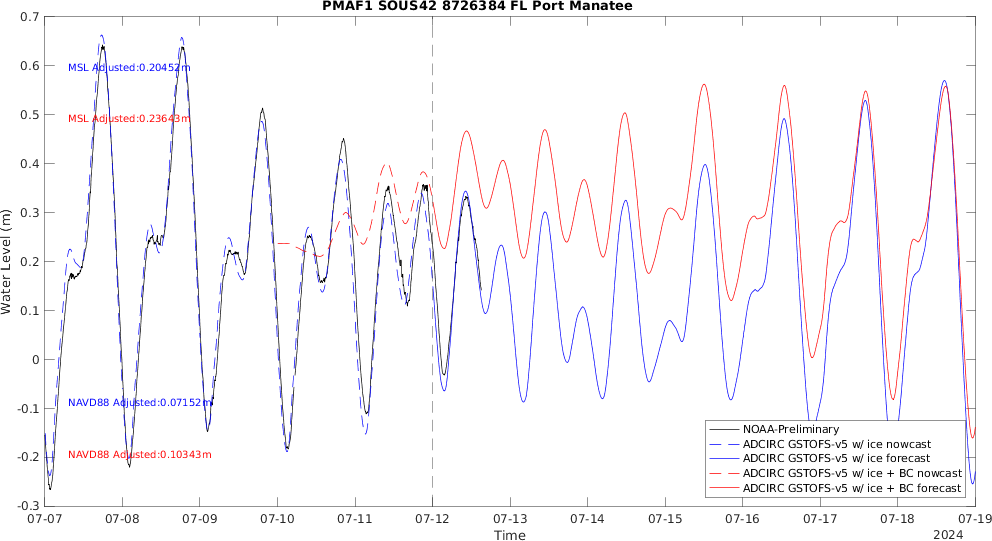 PMAF1 SOUS42 8726384 FL Port Manatee
0.7
0.6
0.5
0.4
0.3
0.2
0.1
0
-0.1
-0.2
-0.3
Water Level (m)
MSL Adjusted:0.20452m
MSL Adjusted:0.23643m
NAVD88 Adjusted:0.07152m
NAVD88 Adjusted:0.10343m
NOAA-Preliminary
ADCIRC GSTOFS-v5 w/ ice nowcast
ADCIRC GSTOFS-v5 w/ ice forecast
ADCIRC GSTOFS-v5 w/ ice + BC nowcast
ADCIRC GSTOFS-v5 w/ ice + BC forecast
07-07 07-08 07-09 07-10 07-11 07-12 07-13 07-14 07-15 07-16 07-17 07-18 07-19
Time
2024